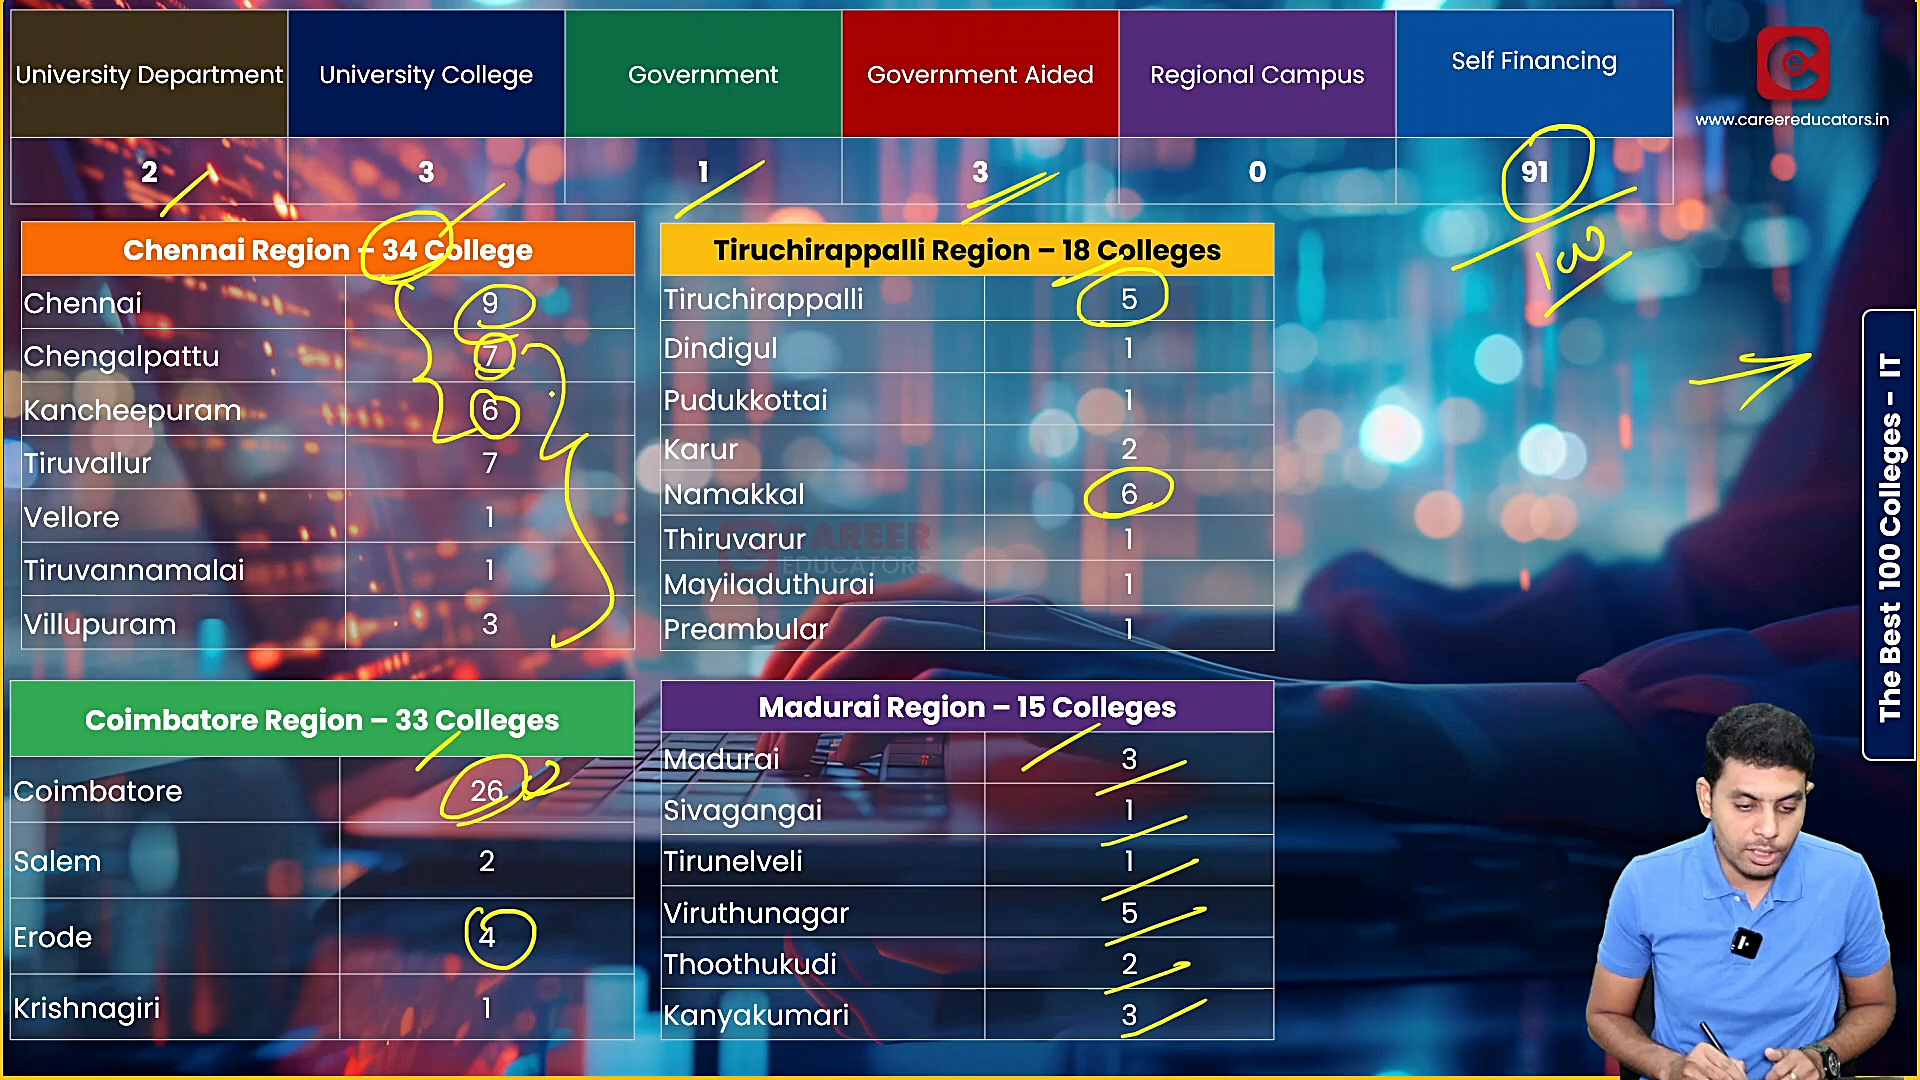 University Department University College Government Government Aided Regional Campus Self Financing
2 3 1 3 0 91
100
www.careereducators.in
Chennai Region – 34 College
Chennai 9
Chengalpattu 7
Kancheepuram 6
Tiruvallur 7
Vellore 1
Tiruvannamalai 1
Villupuram 3
Tiruchirappalli Region – 18 Colleges
Tiruchirappalli 5
Dindigul 1
Pudukkottai 1
Karur 2
Namakkal 6
Thiruvarur 1
Mayiladuthurai 1
Preambular 1
CAREER
EDUCATORS
Coimbatore Region – 33 Colleges
Coimbatore 26
Salem 2
Erode 4
Krishnagiri 1
Madurai Region – 15 Colleges
Madurai 3
Sivagangai 1
Tirunelveli 1
Viruthunagar 5
Thoothukudi 2
Kanyakumari 3
The Best 100 Colleges - IT